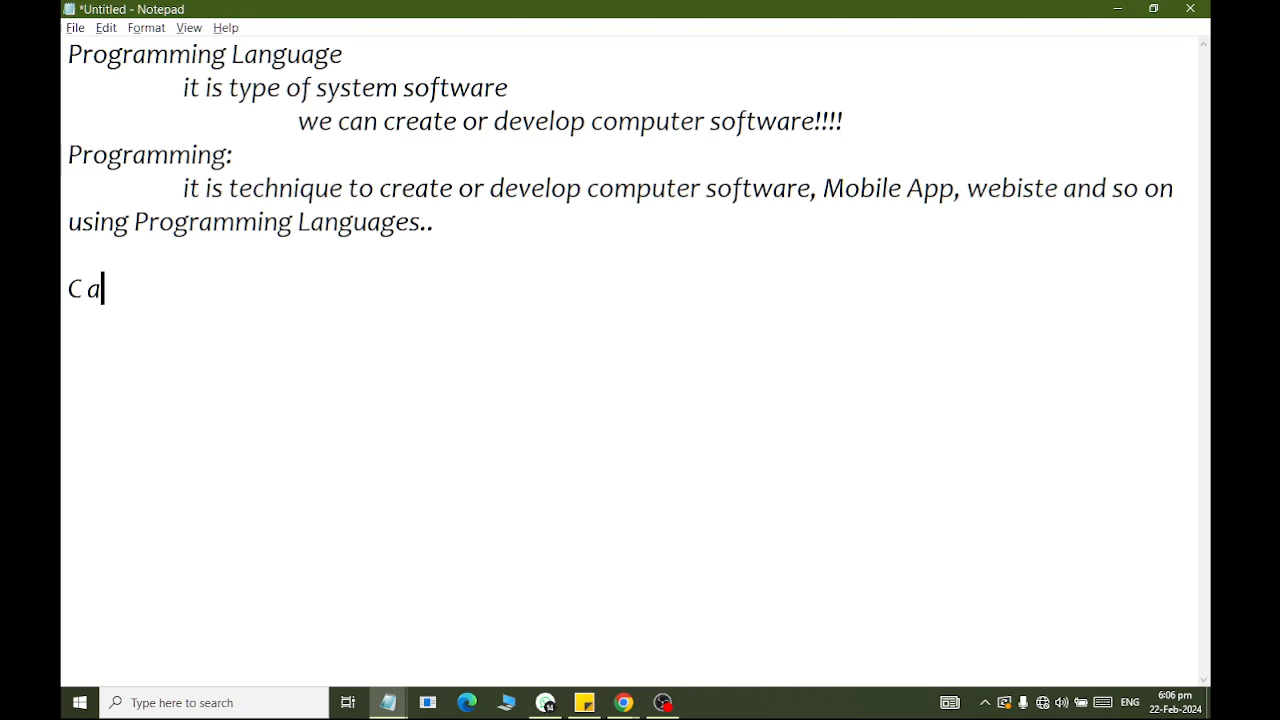 *Untitled - Notepad
File Edit Format View Help
Programming Language
it is type of system software
we can create or develop computer software!!!!
Programming:
it is technique to create or develop computer software, Mobile App, webiste and so on
using Programming Languages..
C a
Type here to search
14
ENG
6:06 pm
22-Feb-2024